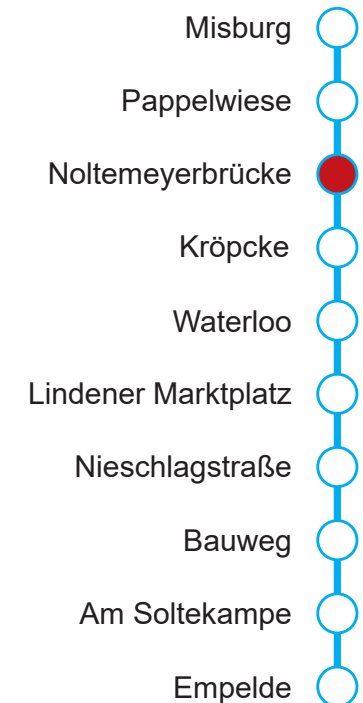 Misburg
Pappelwiese
Noltemeyerbrücke
Kröpcke
Waterloo
Lindener Marktplatz
Nieschlagstraße
Bauweg
Am Soltekampe
Empelde